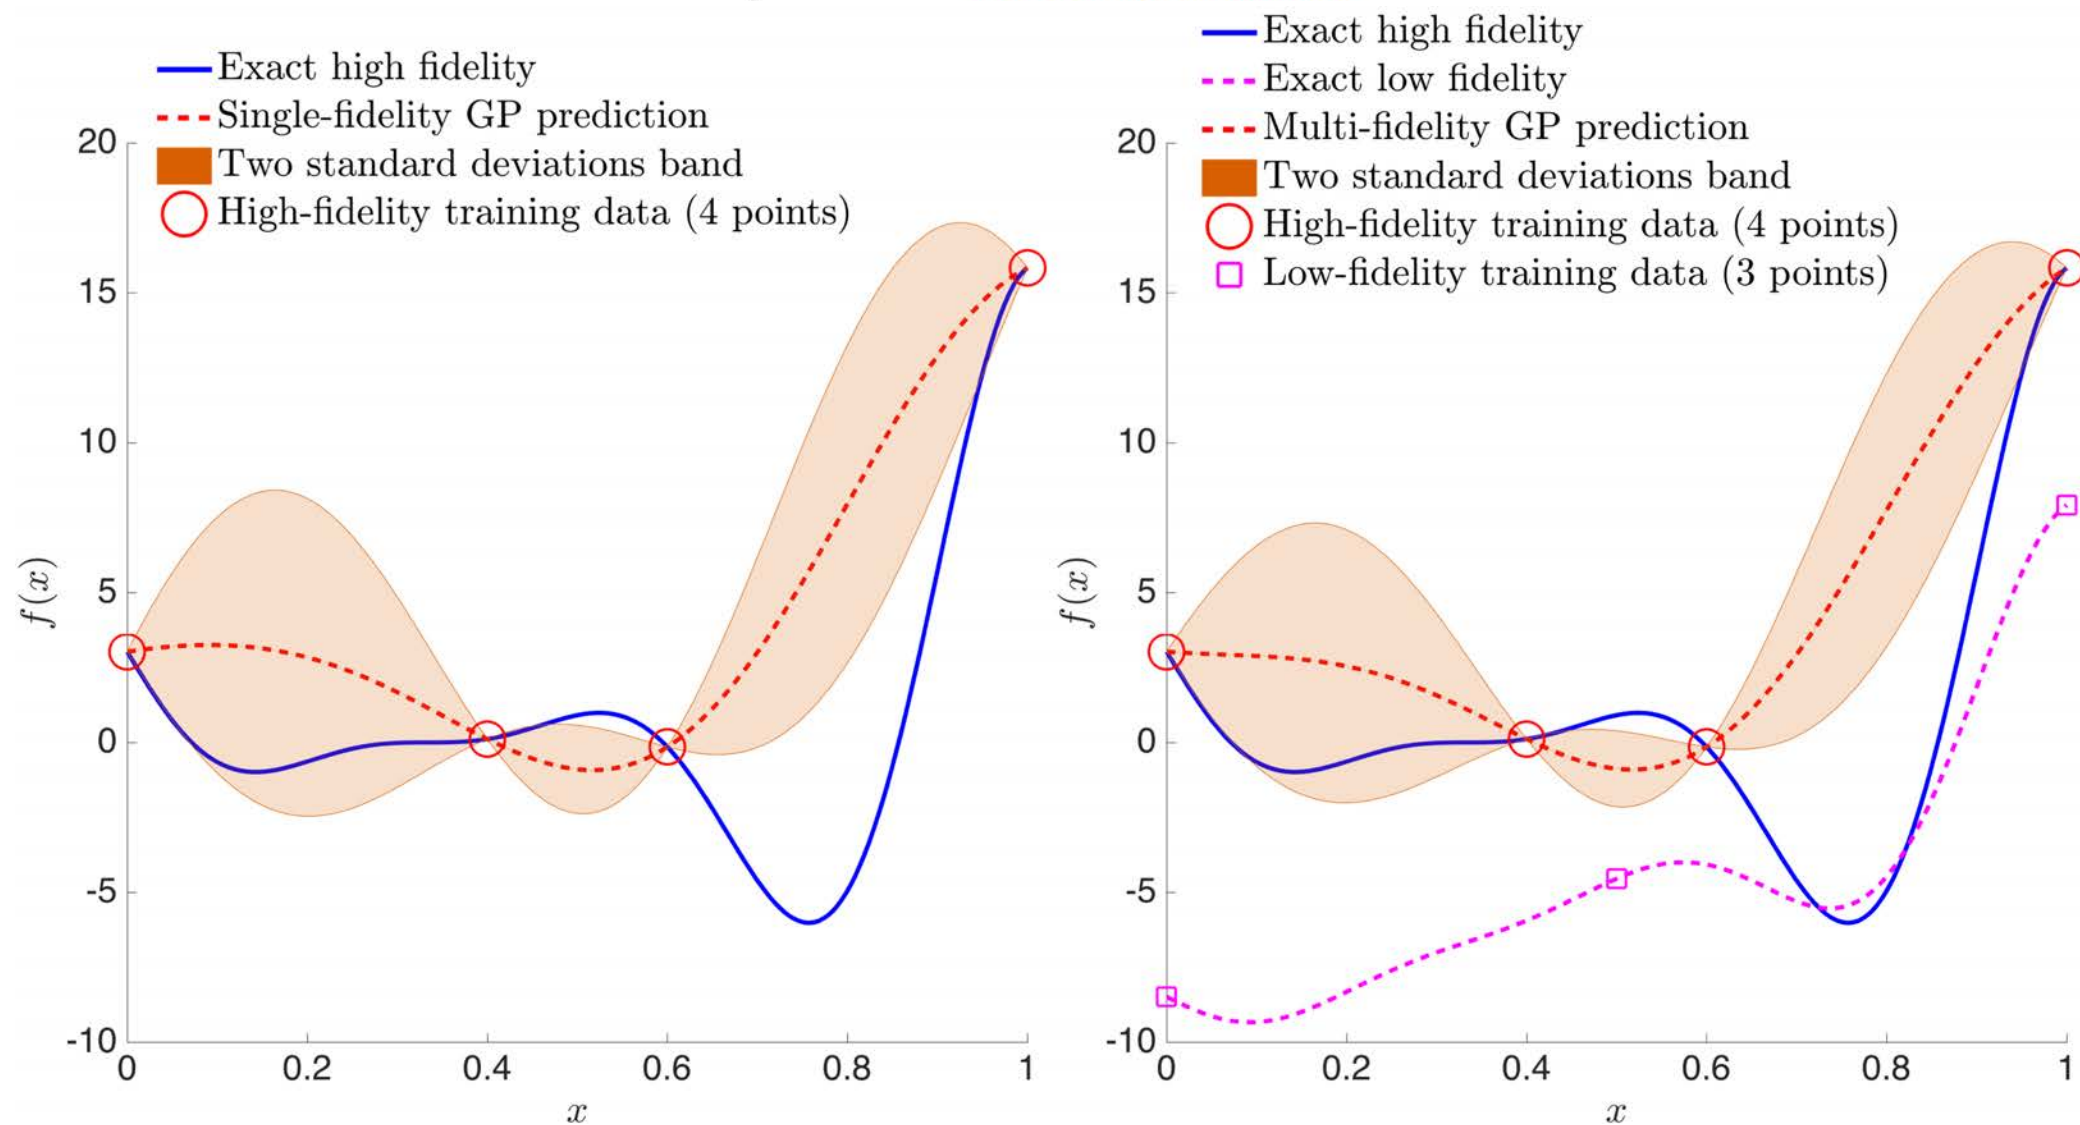 Exact high fidelity
Single-fidelity GP prediction
Two standard deviations band
High-fidelity training data (4 points)
20
15
10
5
0
-5
-10
f(x)
0
0.2
0.4
0.6
0.8
1
x
Exact high fidelity
Exact low fidelity
Multi-fidelity GP prediction
Two standard deviations band
High-fidelity training data (4 points)
Low-fidelity training data (3 points)
20
15
10
5
0
-5
-10
f(x)
0
0.2
0.4
0.6
0.8
1
x